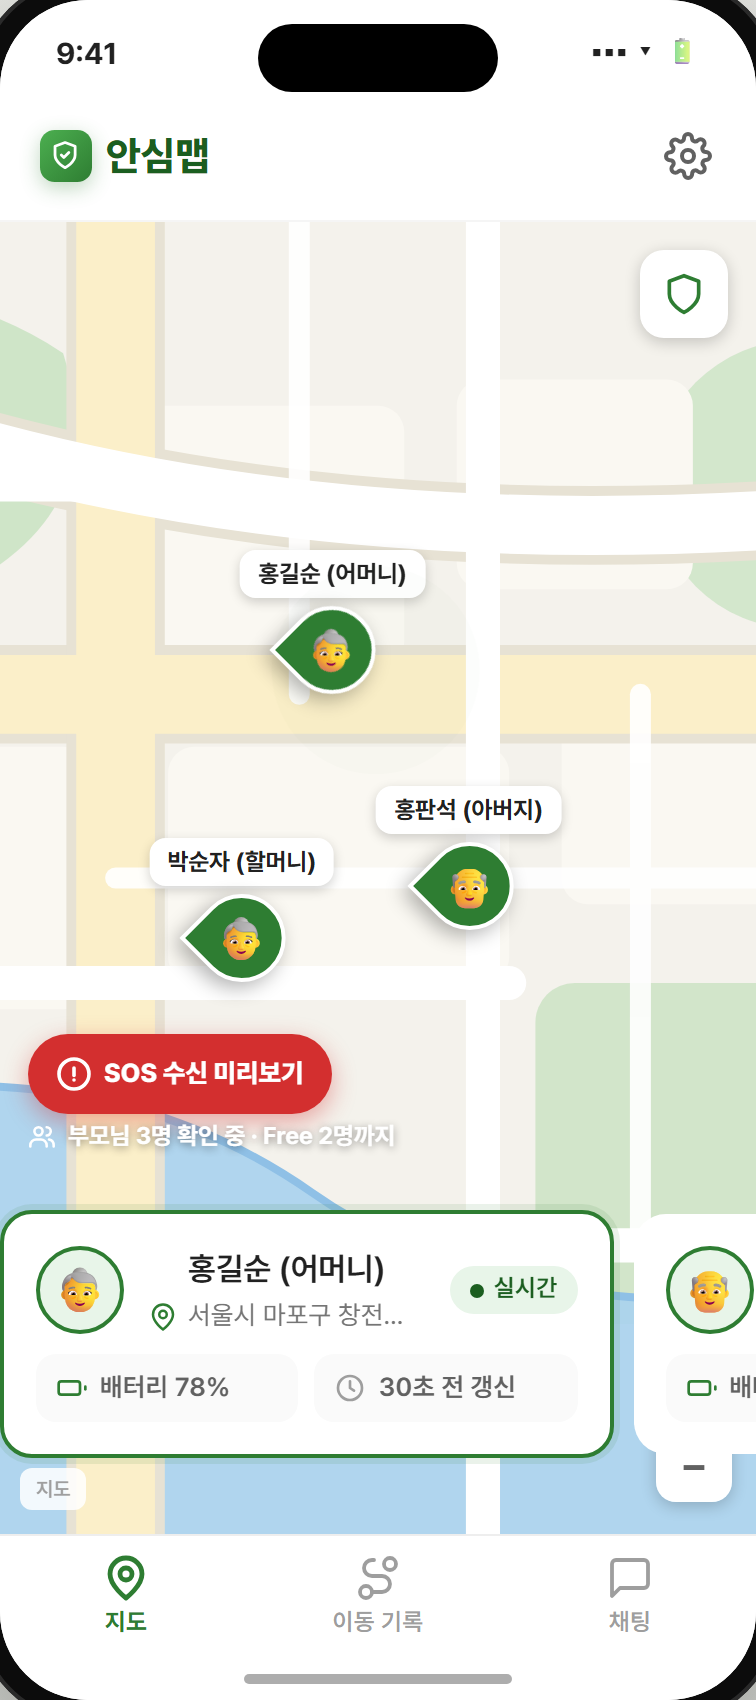 9:41
안심맵
홍길순 (어머니)
홍판석 (아버지)
박순자 (할머니)
SOS 수신 미리보기
부모님 3명 확인 중 · Free 2명까지
홍길순 (어머니)
서울시 마포구 창전...
실시간
배터리 78%
30초 전 갱신
지도
지도
이동 기록
채팅